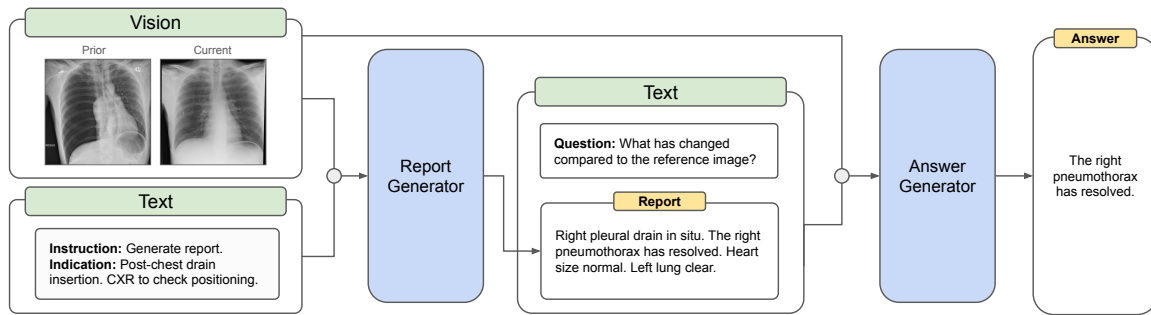 Vision
Prior
Current
Text
Instruction: Generate report.
Indication: Post-chest drain
insertion. CXR to check positioning.
Report
Generator
Text
Question: What has changed
compared to the reference image?
Report
Right pleural drain in situ. The right
pneumothorax has resolved. Heart
size normal. Left lung clear.
Answer
Generator
Answer
The right
pneumothorax
has resolved.